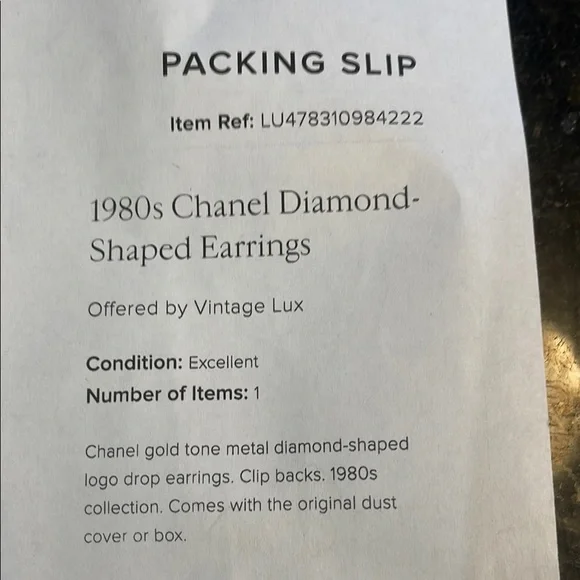 PACKING SLIP
Item Ref: LU478310984222
1980s Chanel Diamond-
Shaped Earrings
Offered by Vintage Lux
Condition: Excellent
Number of Items: 1
Chanel gold tone metal diamond-shaped
logo drop earrings. Clip backs. 1980s
collection. Comes with the original dust
cover or box.